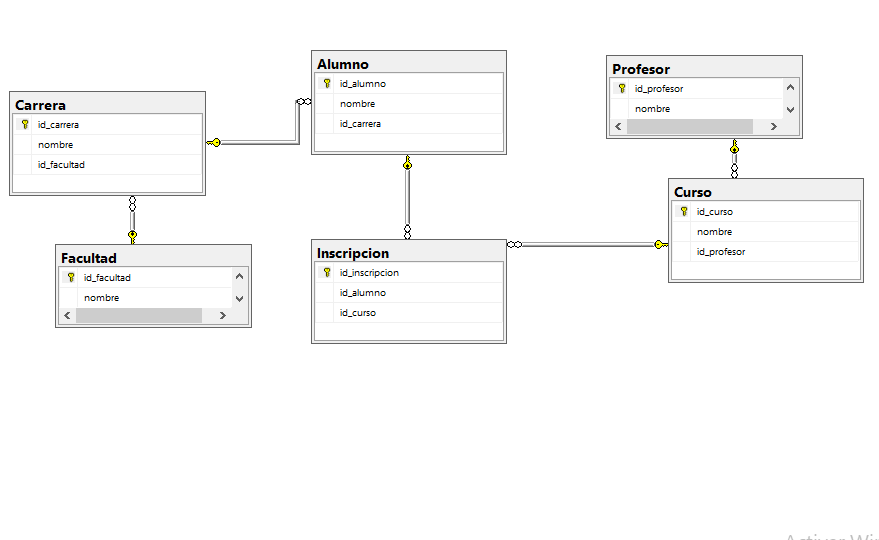 Carrera
id_carrera
nombre
id_facultad
Alumno
id_alumno
nombre
id_carrera
Profesor
id_profesor
nombre
Curso
id_curso
nombre
id_profesor
Facultad
id_facultad
nombre
Inscripcion
id_inscripcion
id_alumno
id_curso